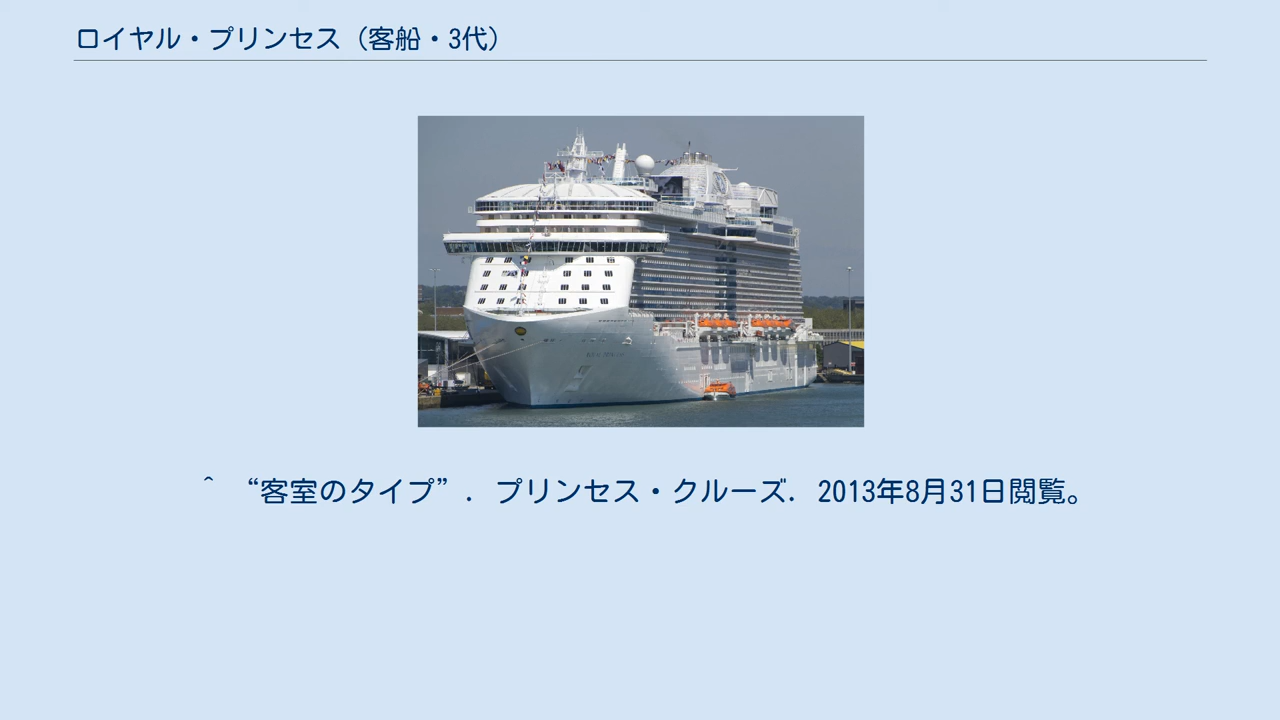 ロイヤル・プリンセス（客船・3代）
^ “客室のタイプ”. プリンセス・クルーズ. 2013年8月31日閲覧。